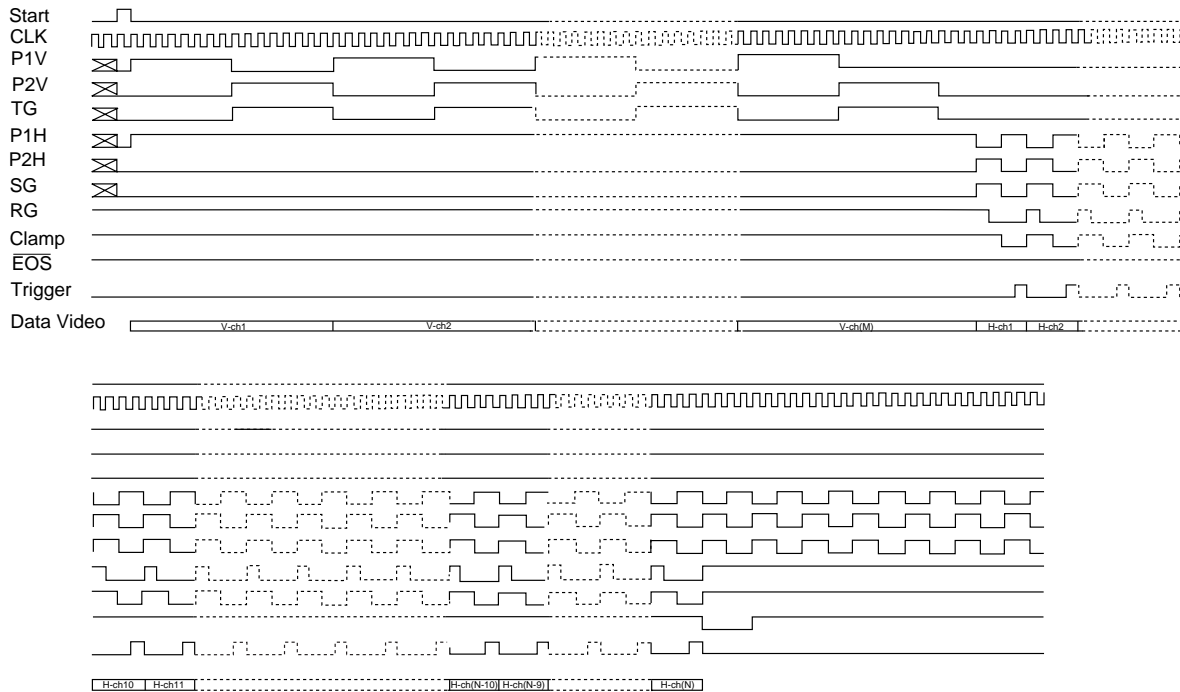 Start
CLK
P1V
P2V
TG
P1H
P2H
SG
RG
Clamp
EOS
Trigger
Data Video V-ch1 V-ch2 V-ch(M) H-ch1 H-ch2
H-ch10 H-ch11 H-ch(N-10) H-ch(N-9) H-ch(N)